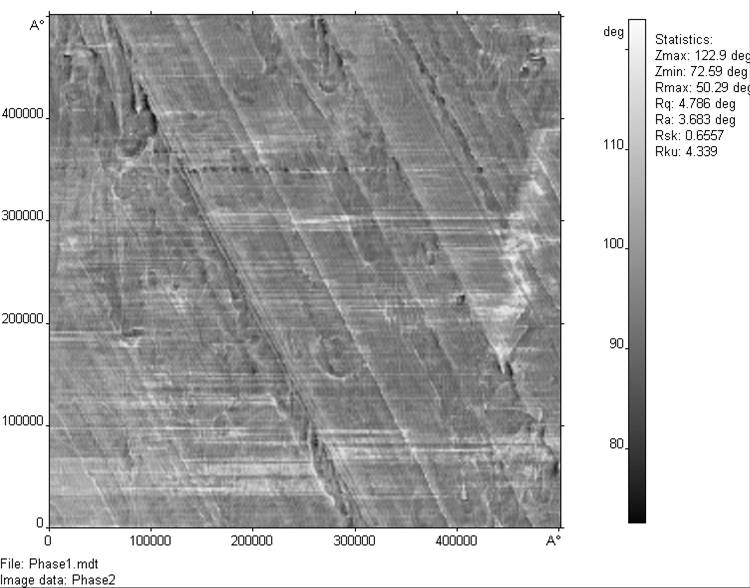 A°
400000
300000
200000
100000
0
0 100000 200000 300000 400000 A°
deg
110
100
90
80
Statistics:
Zmax: 122.9 deg
Zmin: 72.59 deg
Rmax: 50.29 deg
Rq: 4.786 deg
Ra: 3.683 deg
Rsk: 0.6557
Rku: 4.339
File: Phase1.mdt
Image data: Phase2